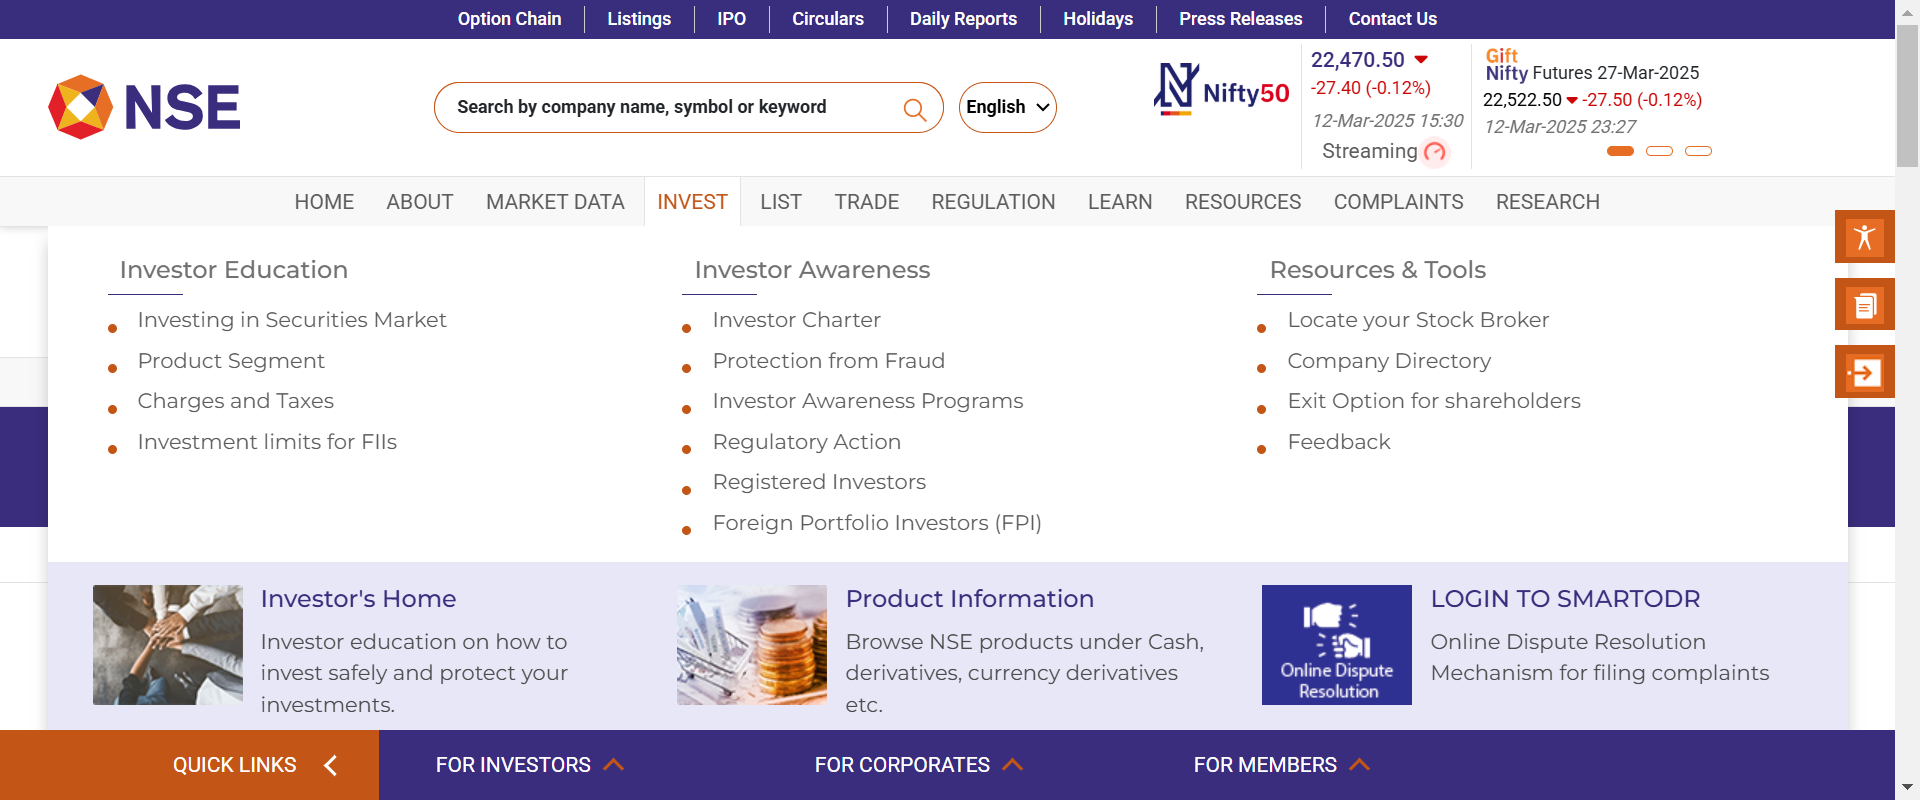 Option Chain
Listings
IPO
Circulars
Daily Reports
Holidays
Press Releases
Contact Us
NSE
Search by company name, symbol or keyword
English
Nifty50
22,470.50
-27.40 (-0.12%)
12-Mar-2025 15:30
Streaming
Gift
Nifty Futures 27-Mar-2025
22,522.50 -27.50 (-0.12%)
12-Mar-2025 23:27
HOME
ABOUT
MARKET DATA
INVEST
LIST
TRADE
REGULATION
LEARN
RESOURCES
COMPLAINTS
RESEARCH
Investor Education
Investing in Securities Market
Product Segment
Charges and Taxes
Investment limits for FIIs
Investor Awareness
Investor Charter
Protection from Fraud
Investor Awareness Programs
Regulatory Action
Registered Investors
Foreign Portfolio Investors (FPI)
Resources & Tools
Locate your Stock Broker
Company Directory
Exit Option for shareholders
Feedback
Investor's Home
Investor education on how to
invest safely and protect your
investments.
Product Information
Browse NSE products under Cash,
derivatives, currency derivatives
etc.
Online Dispute
Resolution
LOGIN TO SMARTODR
Online Dispute Resolution
Mechanism for filing complaints
QUICK LINKS
FOR INVESTORS
FOR CORPORATES
FOR MEMBERS